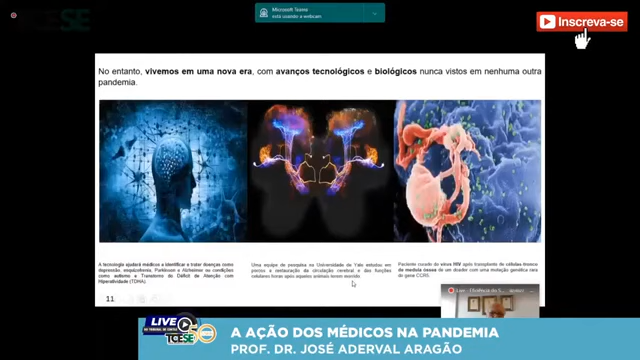 Microsoft Teams
está usando a webcam
Inscreva-se
TCESE
No entanto, vivemos em uma nova era, com avanços tecnológicos e biológicos nunca vistos em nenhuma outra
pandemia.
A tecnologia ajudará médicos a identificar e tratar doenças como
depressão, esquizofrenia, Parkinson e Alzheimer ou condições
como autismo e Transtorno do Déficit de Atenção com
Hiperatividade (TDHA).
Uma equipe de pesquisa na Universidade de Yale estudou em
porcos a restauração da circulação cerebral e das funções
celulares horas após aqueles animais terem morrido.
Paciente curado do vírus HIV após transplante de células-tronco
de medula óssea de um doador com uma mutação genética rara
do gene CCR5.
11
LIVE
TCESE
A AÇÃO DOS MÉDICOS NA PANDEMIA
PROF. DR. JOSÉ ADERVAL ARAGÃO